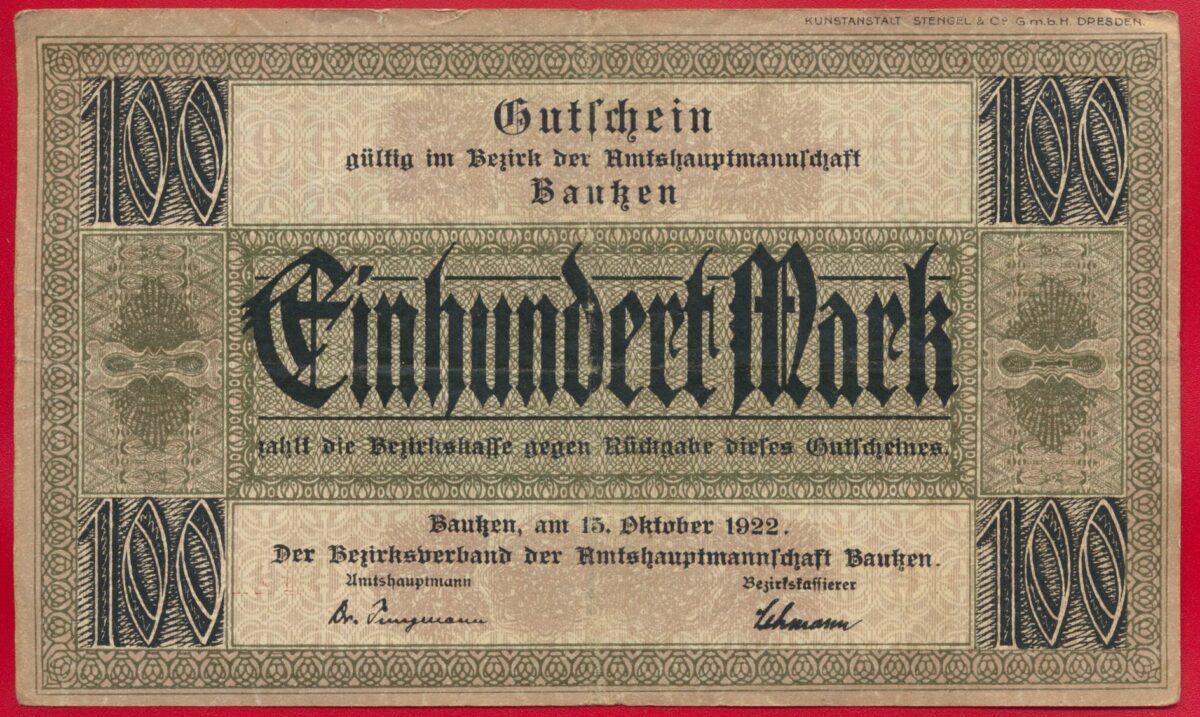 KUNSTANSTALT STENGEL & Co G.m.b.H. DRESDEN.
100 100
Gutschein
gültig im Bezirk der Amtshauptmannschaft
Bautzen
Einhundert Mark
zahlt die Bezirkskasse gegen Rückgabe dieses Gutscheines.
100 100
Bautzen, am 15. Oktober 1922.
Der Bezirksverband der Amtshauptmannschaft Bautzen.
Amtshauptmann Bezirkskassierer
Dr. Lehmann